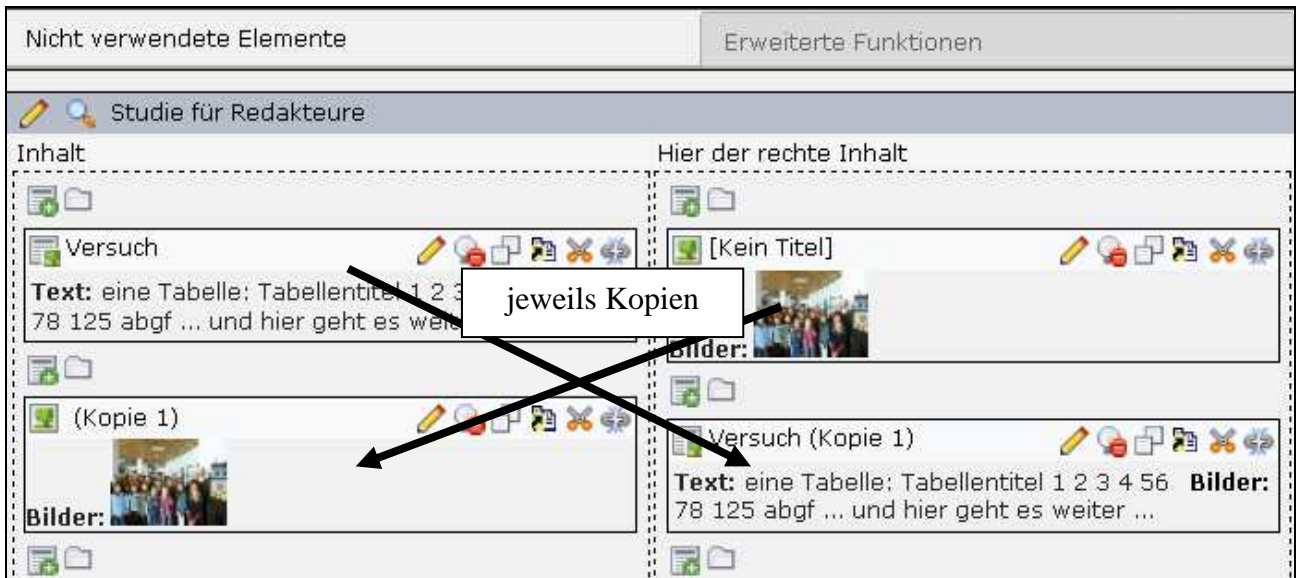 Nicht verwendete Elemente
Erweiterte Funktionen
Studie für Redakteure
Inhalt
Versuch
Text: eine Tabelle: Tabellentitel 1 2 3
78 125 abgf ... und hier geht es weit
(Kopie 1)
Bilder:
jeweils Kopien
Hier der rechte Inhalt
[Kein Titel]
Bilder:
Versuch (Kopie 1)
Text: eine Tabelle: Tabellentitel 1 2 3 4 56 Bilder:
78 125 abgf ... und hier geht es weiter ...